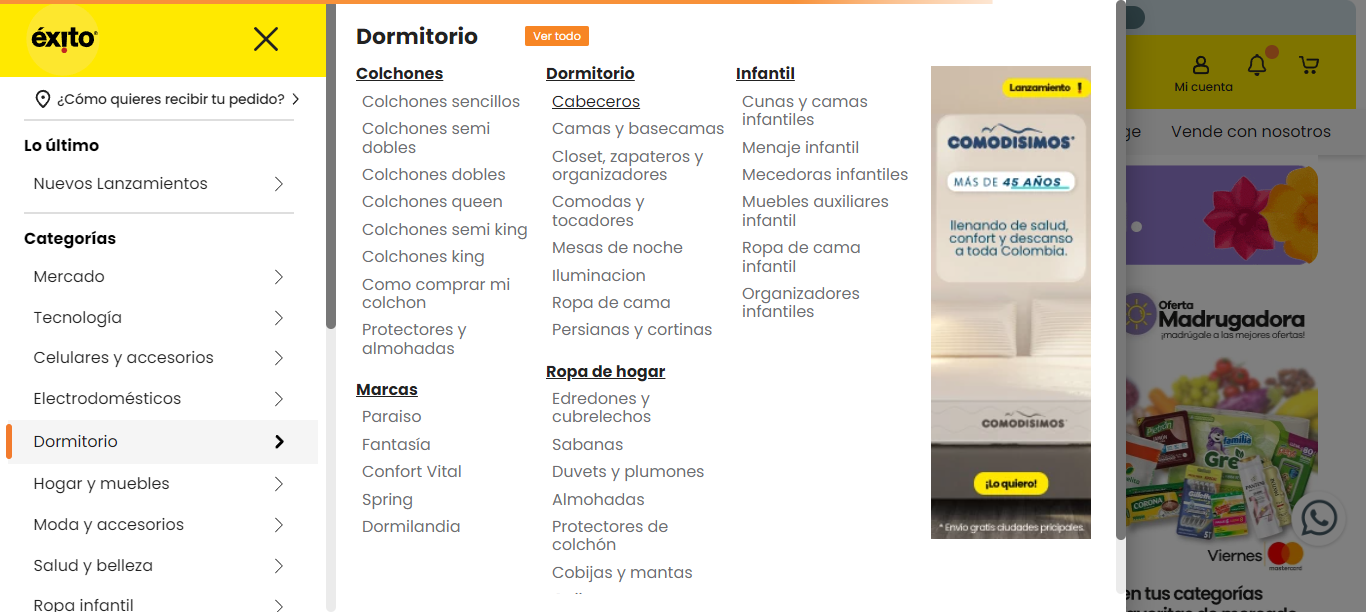 éxito
¿Cómo quieres recibir tu pedido?
Lo último
Nuevos Lanzamientos
Categorías
Mercado
Tecnología
Celulares y accesorios
Electrodomésticos
Dormitorio
Hogar y muebles
Moda y accesorios
Salud y belleza
Ropa infantil
Dormitorio
Ver todo
Colchones
Colchones sencillos
Colchones semi
dobles
Colchones dobles
Colchones queen
Colchones semi king
Colchones king
Como comprar mi
colchon
Protectores y
almohadas
Marcas
Paraiso
Fantasía
Confort Vital
Spring
Dormilandia
Dormitorio
Cabeceros
Camas y basecamas
Closet, zapateros y
organizadores
Comodas y
tocadores
Mesas de noche
Iluminacion
Ropa de cama
Persianas y cortinas
Ropa de hogar
Edredones y
cubrelechos
Sabanas
Duvets y plumones
Almohadas
Protectores de
colchón
Cobijas y mantas
Infantil
Cunas y camas
infantiles
Menaje infantil
Mecedoras infantiles
Muebles auxiliares
infantil
Ropa de cama
infantil
Organizadores
infantiles
Lanzamiento
COMODISIMOS
MÁS DE 45 AÑOS
llenando de salud,
confort y descanso
a toda Colombia.
COMODISIMOS
¡Lo quiero!
* Envio gratis ciudades pricipales.
Mi cuenta
ge
Vende con nosotros
Oferta
Madrugadora
¡madrúgale a las mejores ofertas!
familia
Gre
CORONA
Gillette
PANTENE
Viernes
mastercard
en tus categorías